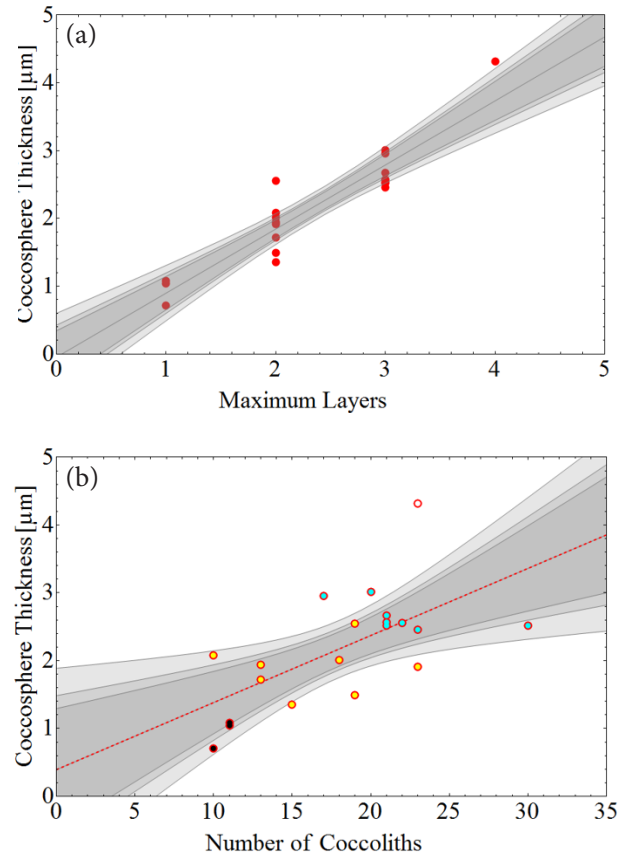 (a)
Coccosphere Thickness [µm]
5
4
3
2
1
0
0 1 2 3 4 5
Maximum Layers
(b)
Coccosphere Thickness [µm]
5
4
3
2
1
0
0 5 10 15 20 25 30 35
Number of Coccoliths